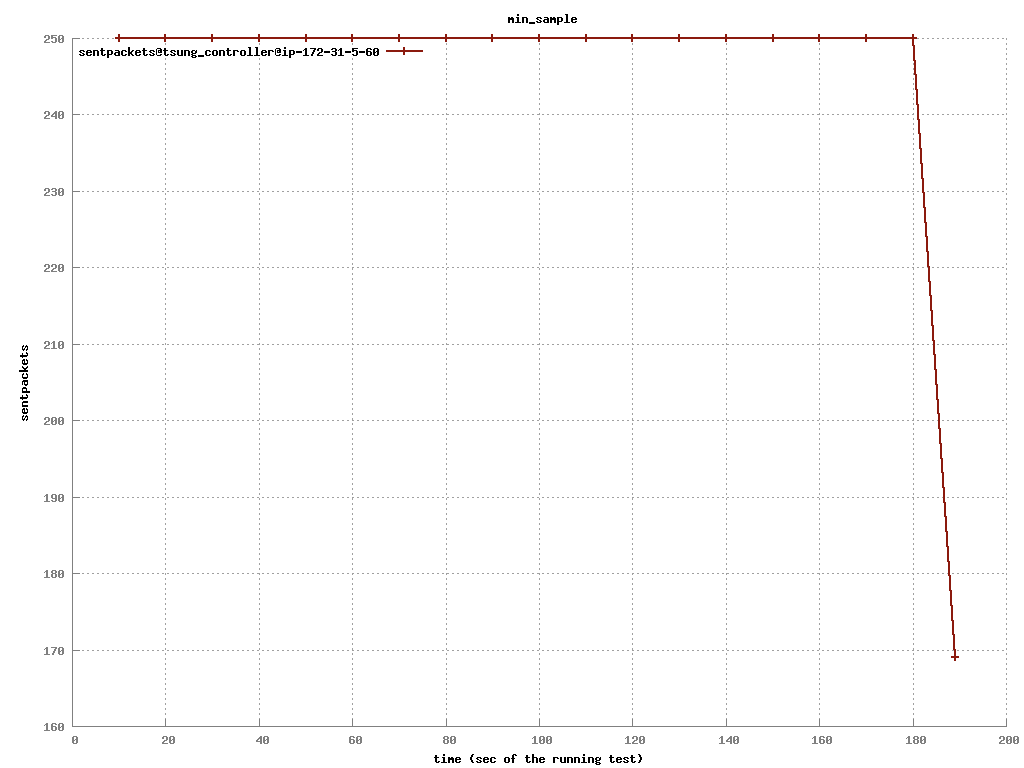 min_sample
sentpackets@tsung_controller@ip-172-31-5-60
250
240
230
220
210
200
190
180
170
160
sentpackets
0 20 40 60 80 100 120 140 160 180 200
time (sec of the running test)